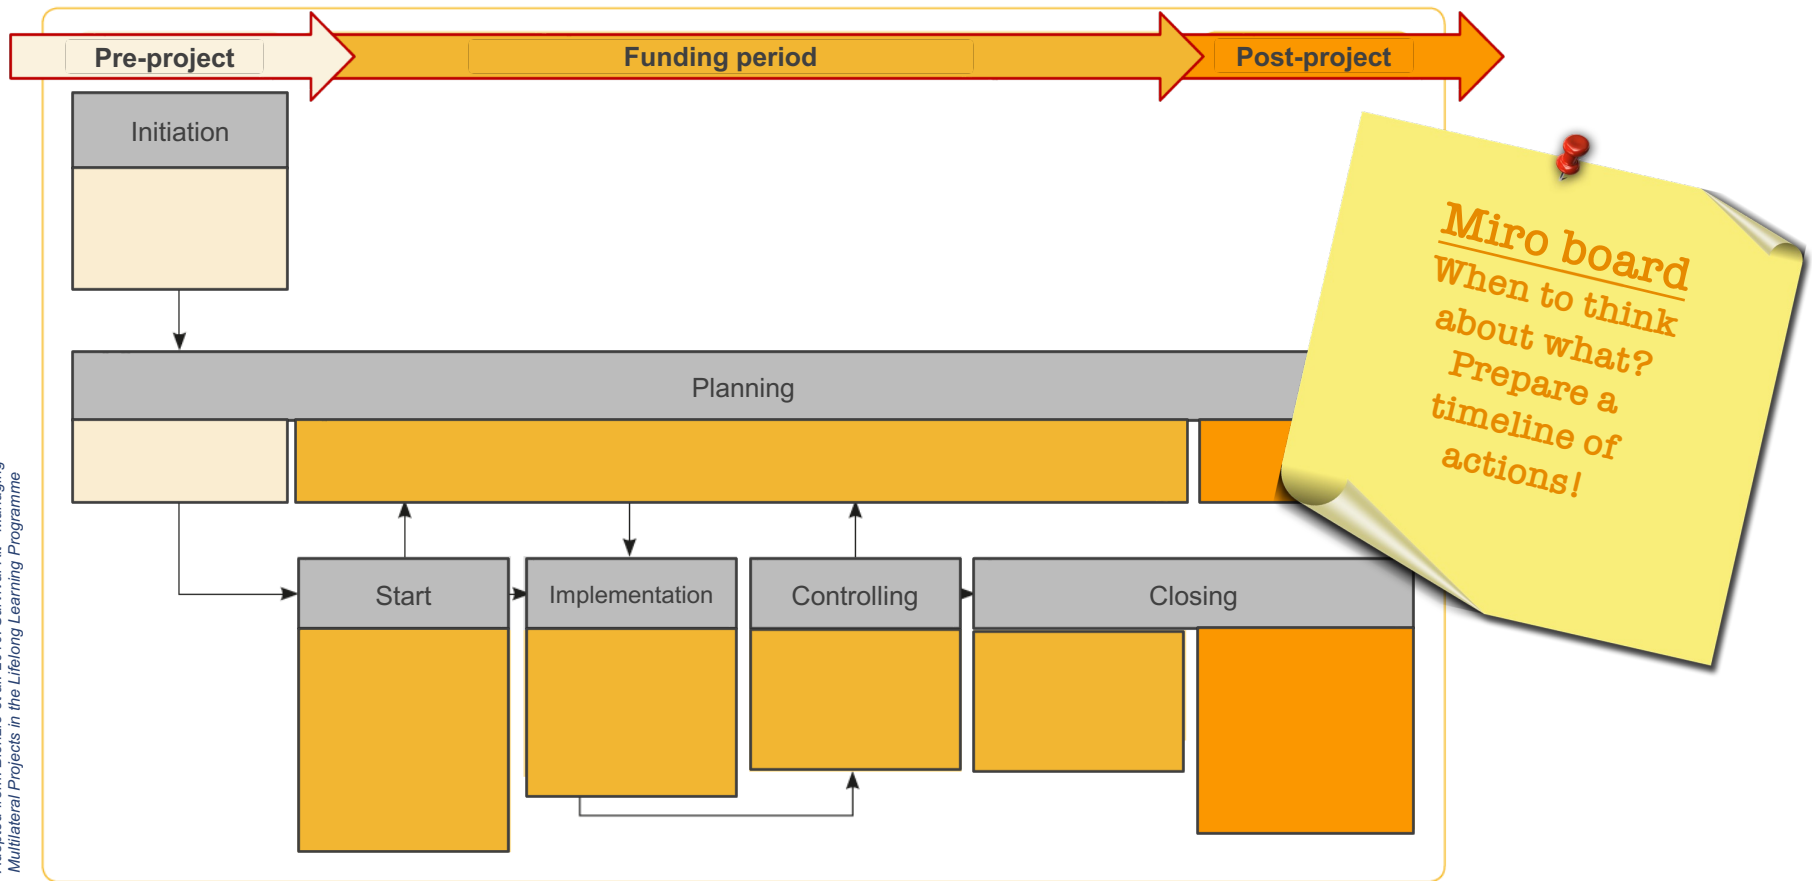 Pre-project
Funding period
Post-project
Initiation
Miro board
When to think
about what?
Prepare a
timeline of
actions!
Planning
Start
Implementation
Controlling
Closing
Multilateral Projects in the Lifelong Learning Programme